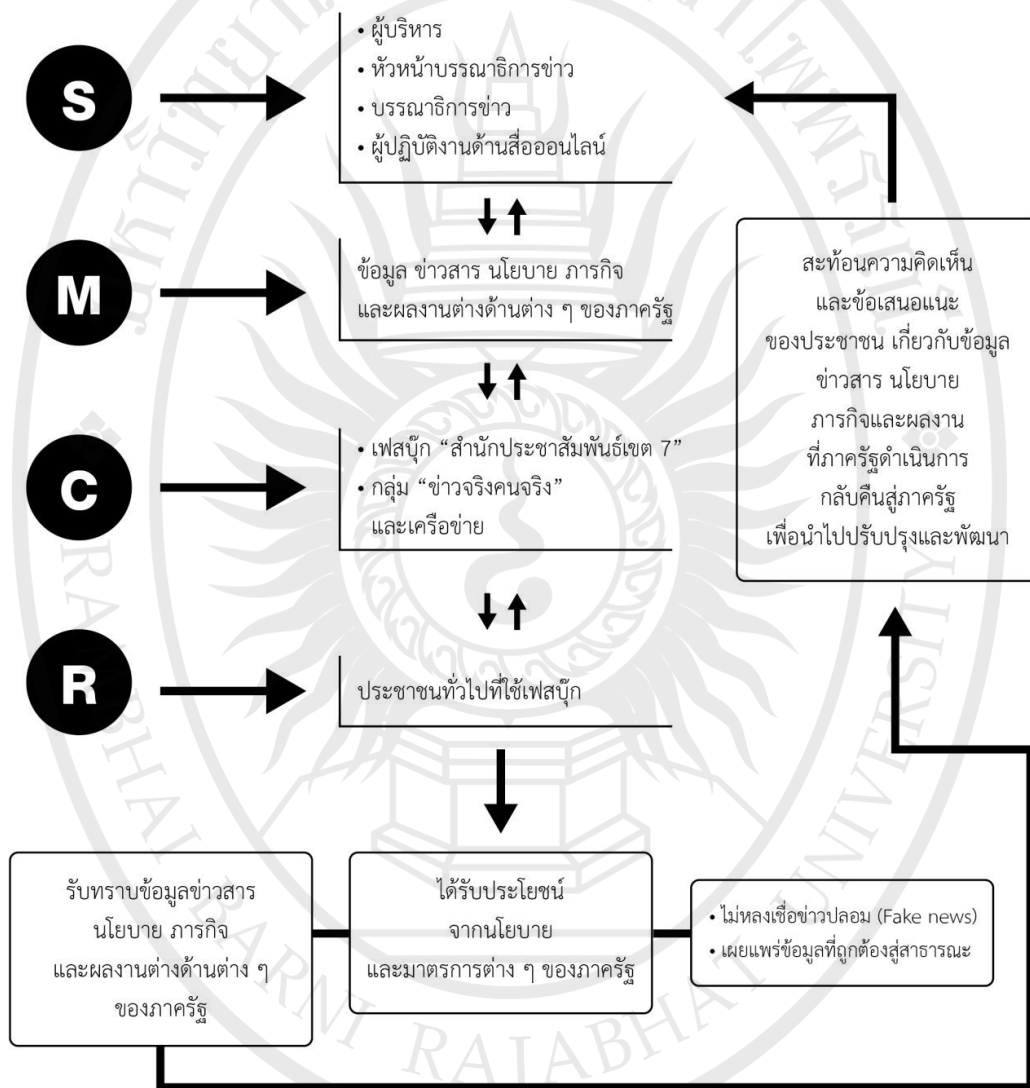 S
• ผู้บริหาร
• หัวหน้าบรรณาธิการข่าว
• บรรณาธิการข่าว
• ผู้ปฏิบัติงานด้านสื่อออนไลน์
M
ข้อมูล ข่าวสาร นโยบาย ภารกิจ
และผลงานต่างด้านต่าง ๆ ของภาครัฐ
สะท้อนความคิดเห็น
และข้อเสนอแนะ
ของประชาชน เกี่ยวกับข้อมูล
ข่าวสาร นโยบาย
ภารกิจและผลงาน
ที่ภาครัฐดำเนินการ
กลับคืนสู่ภาครัฐ
เพื่อนำไปปรับปรุงและพัฒนา
C
• เฟสบุ๊ก “สำนักประชาสัมพันธ์เขต 7”
• กลุ่ม “ข่าวจริงคนจริง”
และเครือข่าย
R
ประชาชนทั่วไปที่ใช้เฟสบุ๊ก
รับทราบข้อมูลข่าวสาร
นโยบาย ภารกิจ
และผลงานต่างด้านต่าง ๆ
ของภาครัฐ
ได้รับประโยชน์
จากนโยบาย
และมาตรการต่าง ๆ ของภาครัฐ
• ไม่หลงเชื่อข่าวปลอม (Fake news)
• เผยแพร่ข้อมูลที่ถูกต้องสู่สาธารณะ
RAJABHAT UNIVERSITY